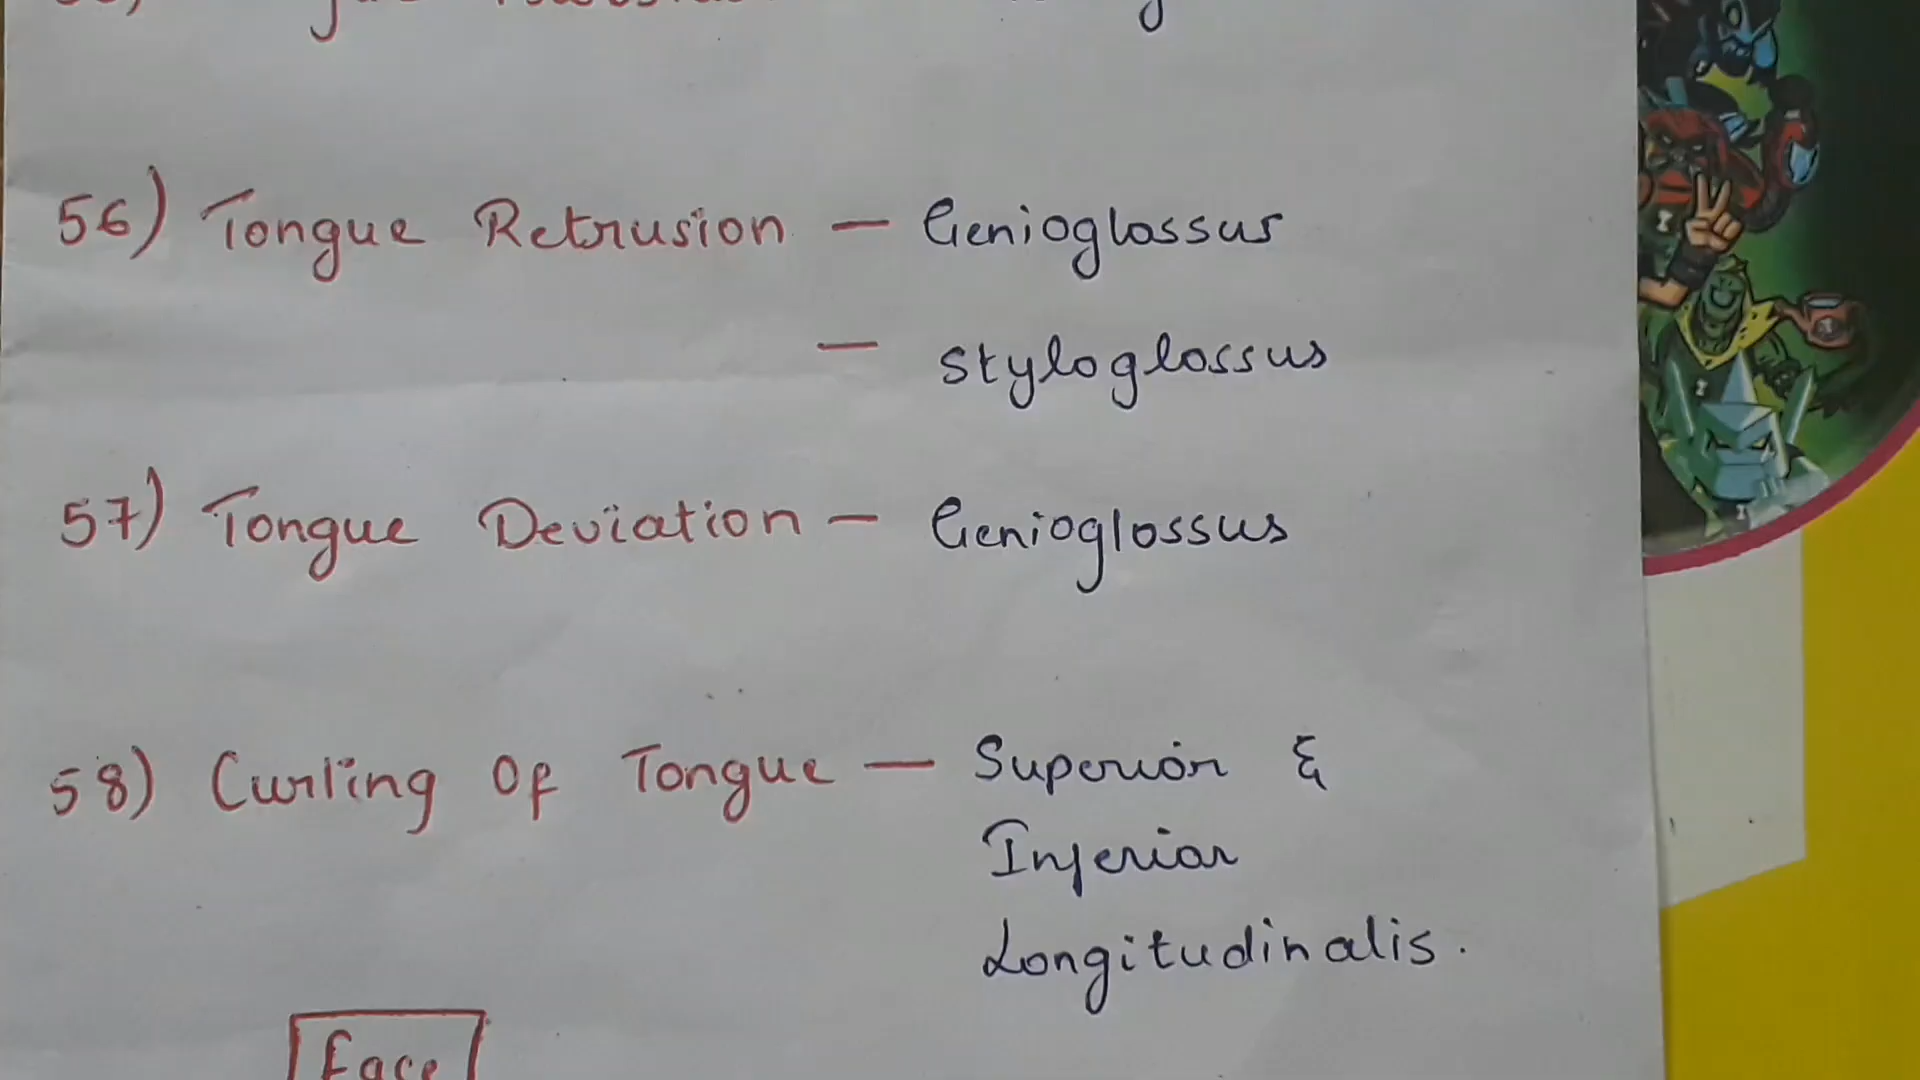 56) Tongue Retrusion - Genioglossus
- Styloglossus
57) Tongue Deviation - Genioglossus
58) Curling Of Tongue - Superior &
Inferior
Longitudinalis.
Face